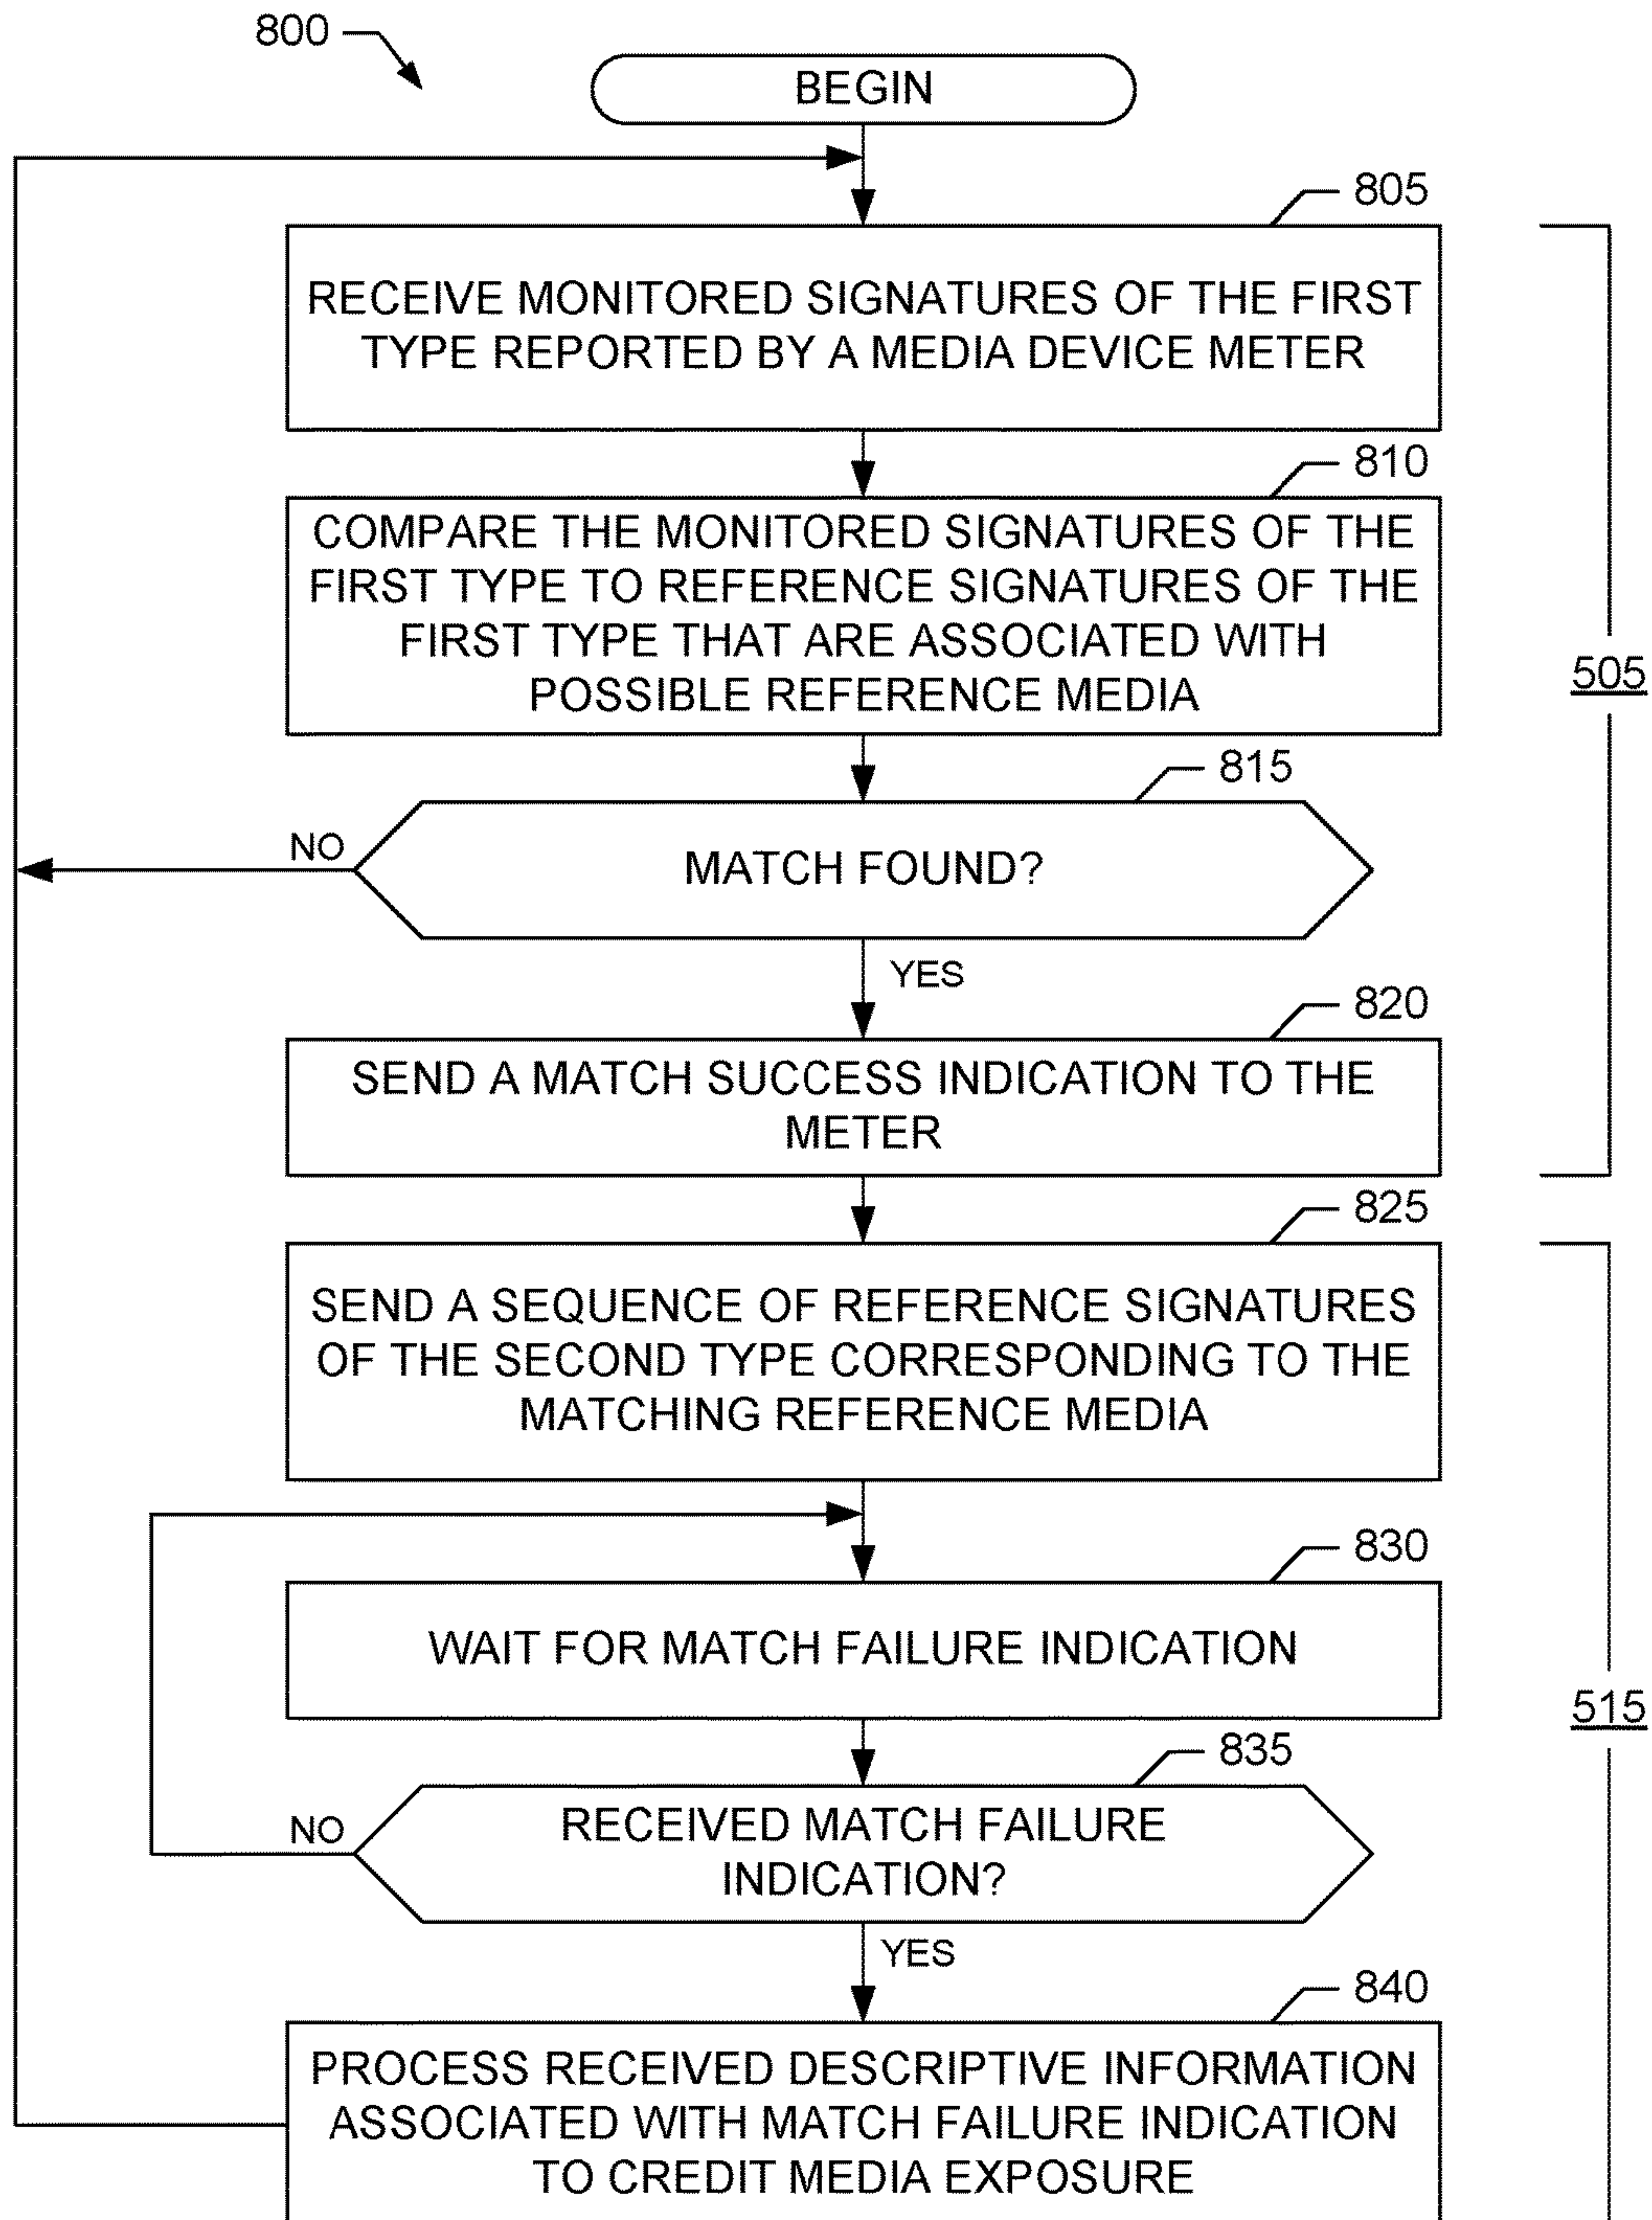 800
BEGIN
805
RECEIVE MONITORED SIGNATURES OF THE FIRST
TYPE REPORTED BY A MEDIA DEVICE METER
810
COMPARE THE MONITORED SIGNATURES OF THE
FIRST TYPE TO REFERENCE SIGNATURES OF THE
FIRST TYPE THAT ARE ASSOCIATED WITH
POSSIBLE REFERENCE MEDIA
505
815
NO
MATCH FOUND?
YES
820
SEND A MATCH SUCCESS INDICATION TO THE
METER
825
SEND A SEQUENCE OF REFERENCE SIGNATURES
OF THE SECOND TYPE CORRESPONDING TO THE
MATCHING REFERENCE MEDIA
830
WAIT FOR MATCH FAILURE INDICATION
515
835
NO
RECEIVED MATCH FAILURE
INDICATION?
YES
840
PROCESS RECEIVED DESCRIPTIVE INFORMATION
ASSOCIATED WITH MATCH FAILURE INDICATION
TO CREDIT MEDIA EXPOSURE